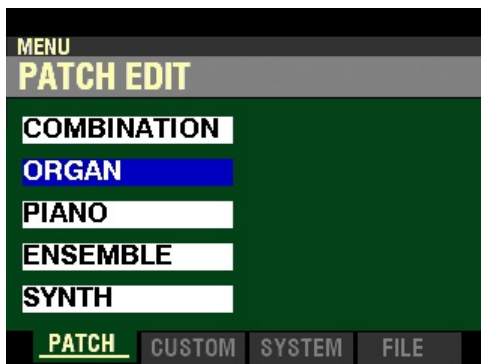 MENU
PATCH EDIT
COMBINATION
ORGAN
PIANO
ENSEMBLE
SYNTH
PATCH CUSTOM SYSTEM FILE